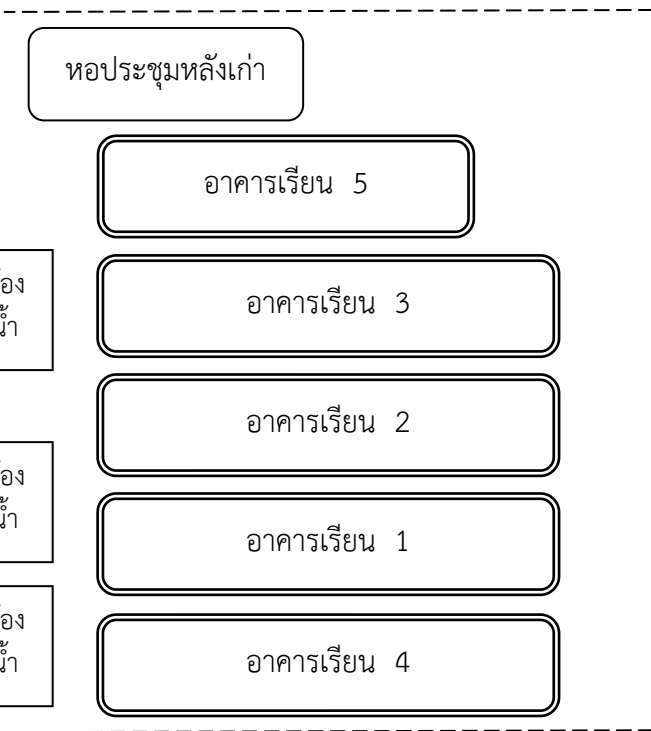 หอประชุมหลังเก่า
อาคารเรียน 5
อาคารเรียน 3
อาคารเรียน 2
อาคารเรียน 1
อาคารเรียน 4